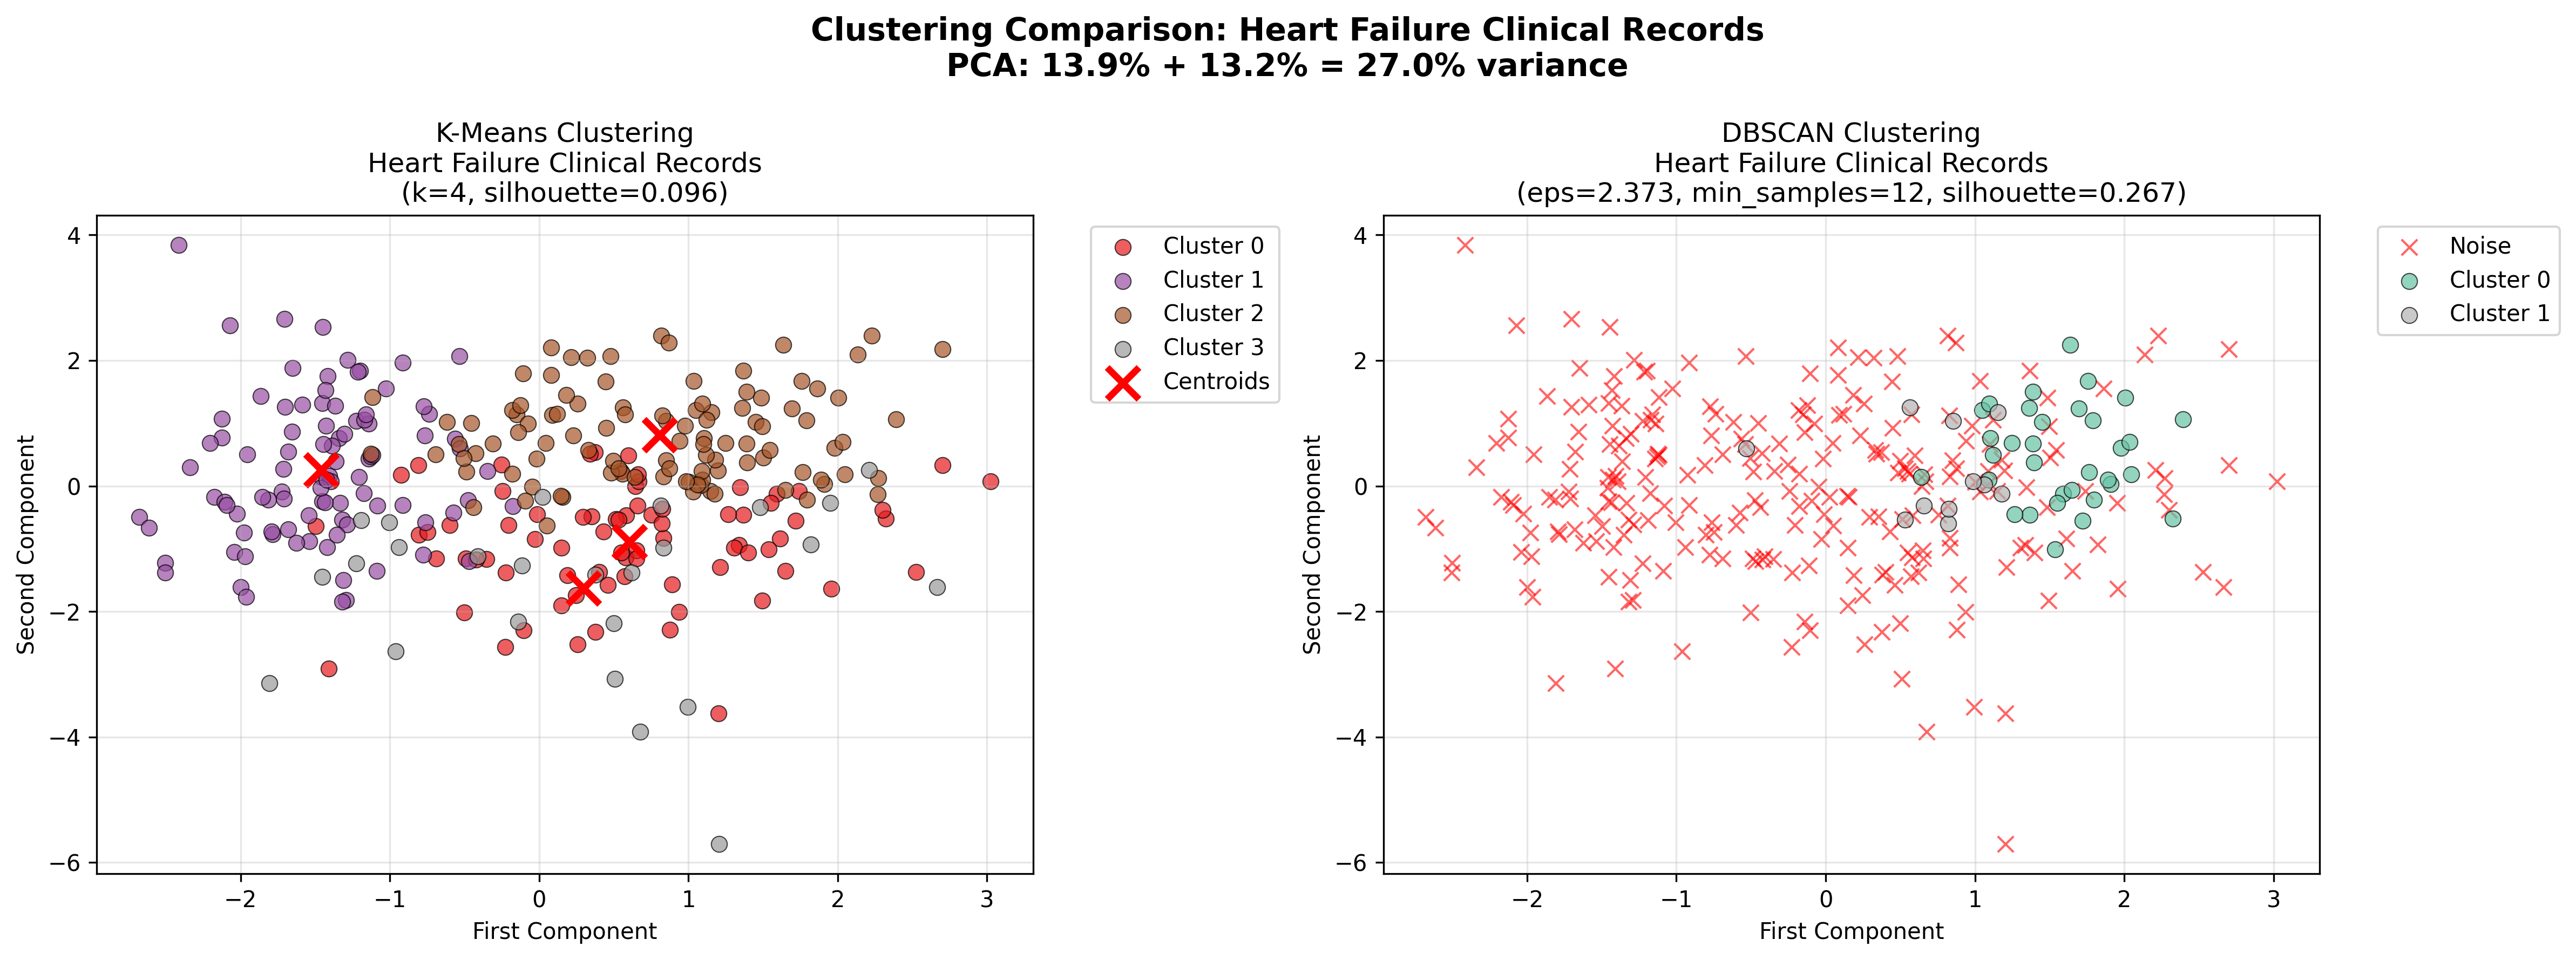 Clustering Comparison: Heart Failure Clinical Records
PCA: 13.9% + 13.2% = 27.0% variance
K-Means Clustering
Heart Failure Clinical Records
(k=4, silhouette=0.096)
4
2
0
−2
−4
−6
Second Component
−2
−1
0
1
2
3
First Component
Cluster 0
Cluster 1
Cluster 2
Cluster 3
Centroids
DBSCAN Clustering
Heart Failure Clinical Records
(eps=2.373, min_samples=12, silhouette=0.267)
4
2
0
−2
−4
−6
Second Component
−2
−1
0
1
2
3
First Component
Noise
Cluster 0
Cluster 1